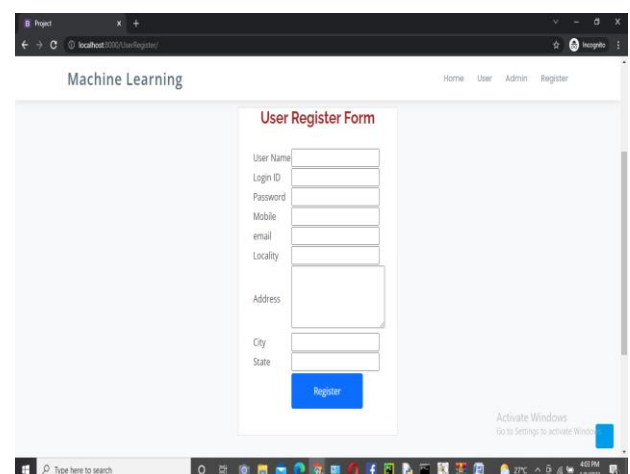 Project
localhost:8000/UserRegister/
Incognito
Machine Learning
Home User Admin Register
User Register Form
User Name
Login ID
Password
Mobile
email
Locality
Address
City
State
Register
Activate Windows
Go to Settings to activate Windows
Type here to search
27°C
4:03 PM